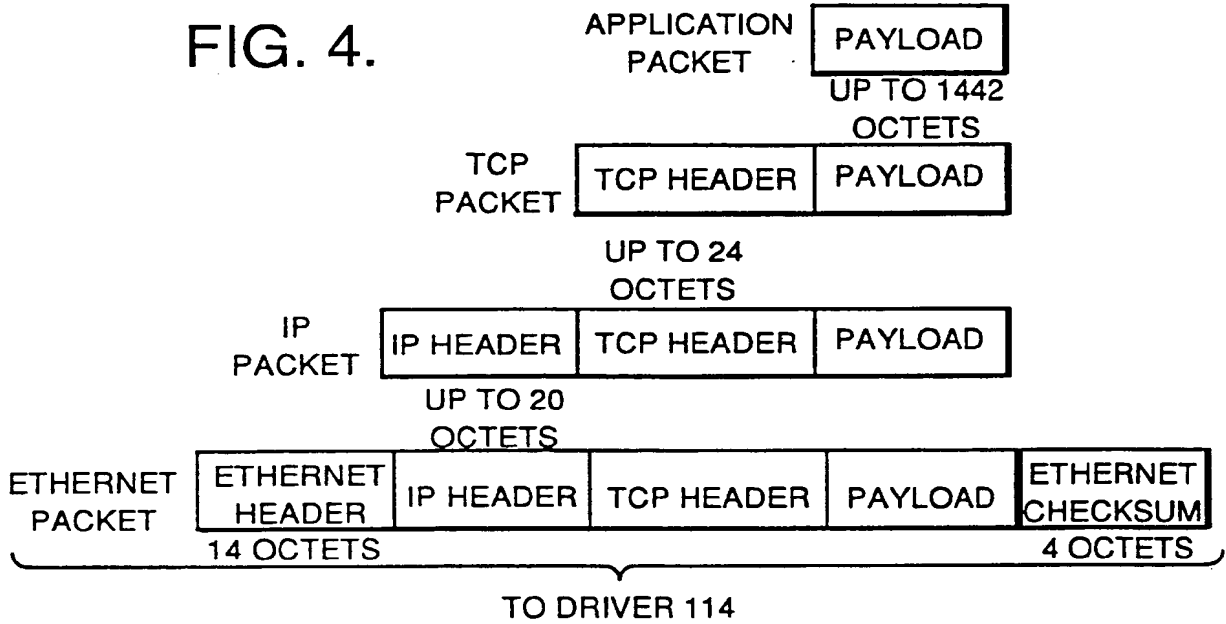 FIG. 4.
APPLICATION
PACKET
PAYLOAD
UP TO 1442
OCTETS
TCP
PACKET
TCP HEADER
PAYLOAD
UP TO 24
OCTETS
IP
PACKET
IP HEADER
TCP HEADER
PAYLOAD
UP TO 20
OCTETS
ETHERNET
PACKET
ETHERNET
HEADER
IP HEADER
TCP HEADER
PAYLOAD
ETHERNET
CHECKSUM
14 OCTETS
4 OCTETS
TO DRIVER 114